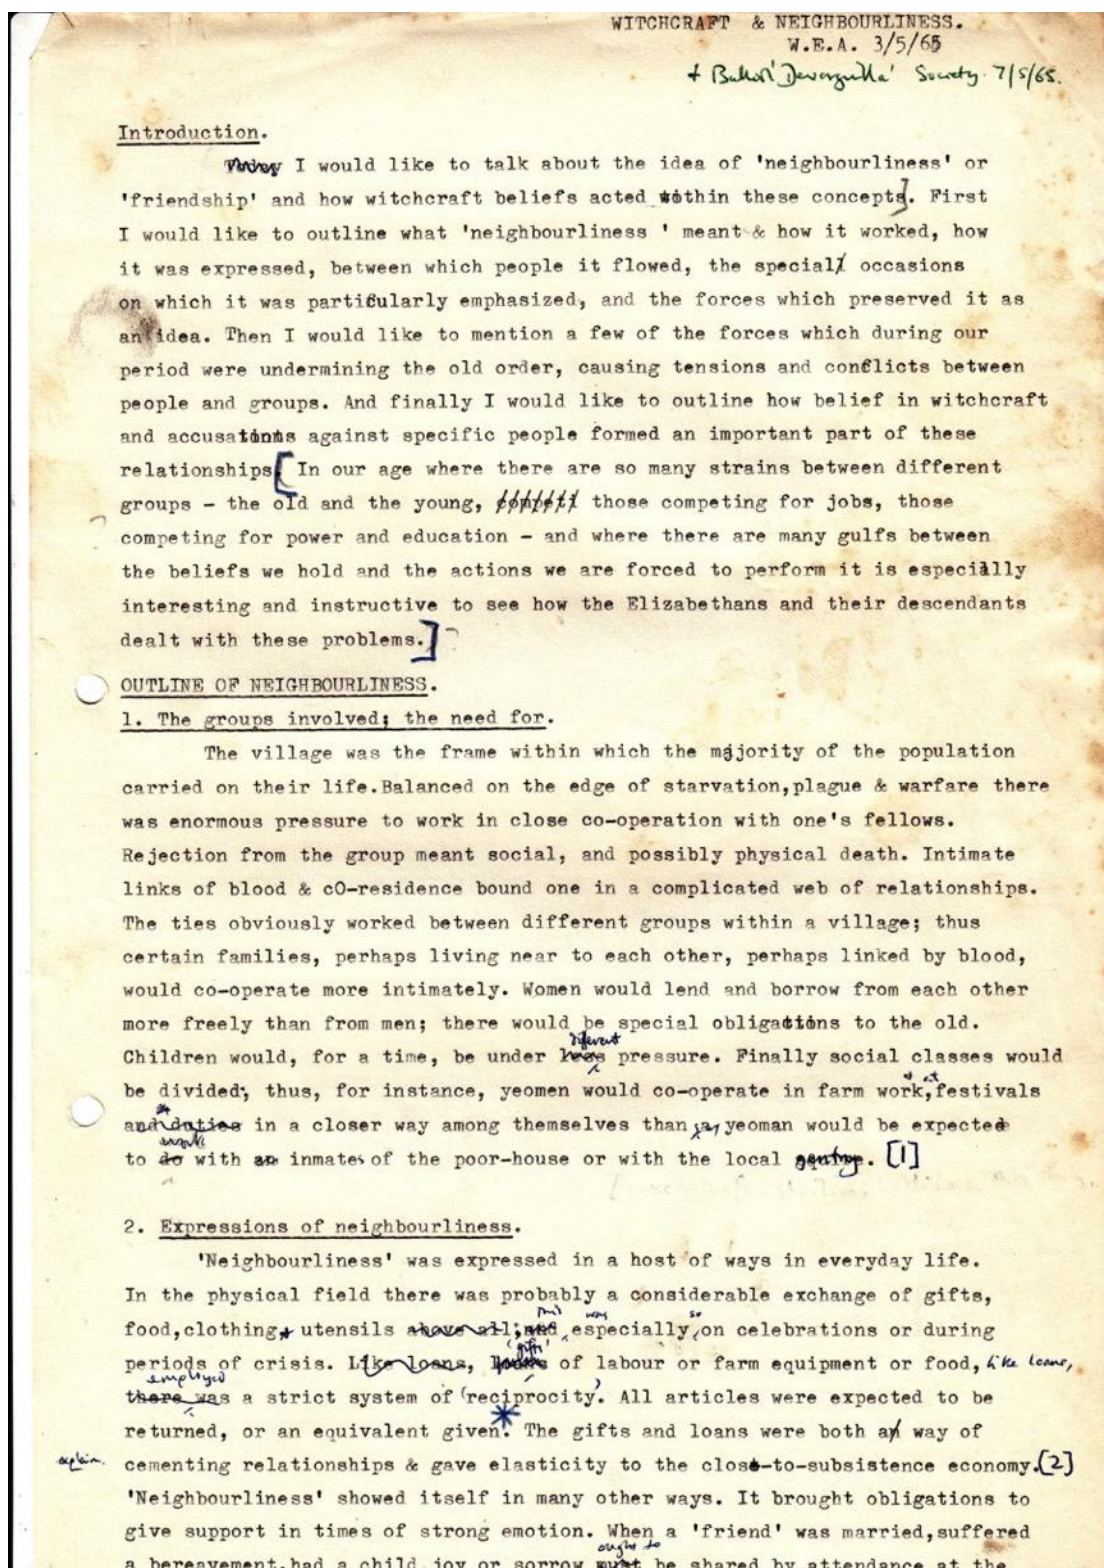 WITCHCRAFT & NEIGHBOURLINESS.
W.E.A. 3/5/65
+ Society 7/5/65.
Introduction.
I would like to talk about the idea of 'neighbourliness' or
'friendship' and how witchcraft beliefs acted within these concepts]. First
I would like to outline what 'neighbourliness ' meant & how it worked, how
it was expressed, between which people it flowed, the special occasions
on which it was particularly emphasized, and the forces which preserved it as
an idea. Then I would like to mention a few of the forces which during our
period were undermining the old order, causing tensions and conflicts between
people and groups. And finally I would like to outline how belief in witchcraft
and accusations against specific people formed an important part of these
relationships[ In our age where there are so many strains between different
groups - the old and the young, those competing for jobs, those
competing for power and education - and where there are many gulfs between
the beliefs we hold and the actions we are forced to perform it is especially
interesting and instructive to see how the Elizabethans and their descendants
dealt with these problems.]
OUTLINE OF NEIGHBOURLINESS.
1. The groups involved; the need for.
The village was the frame within which the majority of the population
carried on their life.Balanced on the edge of starvation,plague & warfare there
was enormous pressure to work in close co-operation with one's fellows.
Rejection from the group meant social, and possibly physical death. Intimate
links of blood & cO-residence bound one in a complicated web of relationships.
The ties obviously worked between different groups within a village; thus
certain families, perhaps living near to each other, perhaps linked by blood,
would co-operate more intimately. Women would lend and borrow from each other
more freely than from men; there would be special obligations to the old.
different
Children would, for a time, be under less pressure. Finally social classes would
be divided; thus, for instance, yeomen would co-operate in farm work, at festivals
and duties in a closer way among themselves than a yeoman would be expected
work
to do with an inmates of the poor-house or with the local gentry. [1]
2. Expressions of neighbourliness.
'Neighbourliness' was expressed in a host of ways in everyday life.
In the physical field there was probably a considerable exchange of gifts,
this was so
food,clothing,+ utensils above all; and especially on celebrations or during
gifts
periods of crisis. Like loans, of labour or farm equipment or food, like loans,
employed
there was a strict system of 'reciprocity'. All articles were expected to be
returned, or an equivalent given.* The gifts and loans were both a way of
explain. cementing relationships & gave elasticity to the close-to-subsistence economy.[2]
'Neighbourliness' showed itself in many other ways. It brought obligations to
give support in times of strong emotion. When a 'friend' was married,suffered
ought to
a bereavement,had a child,joy or sorrow must be shared by attendance at the